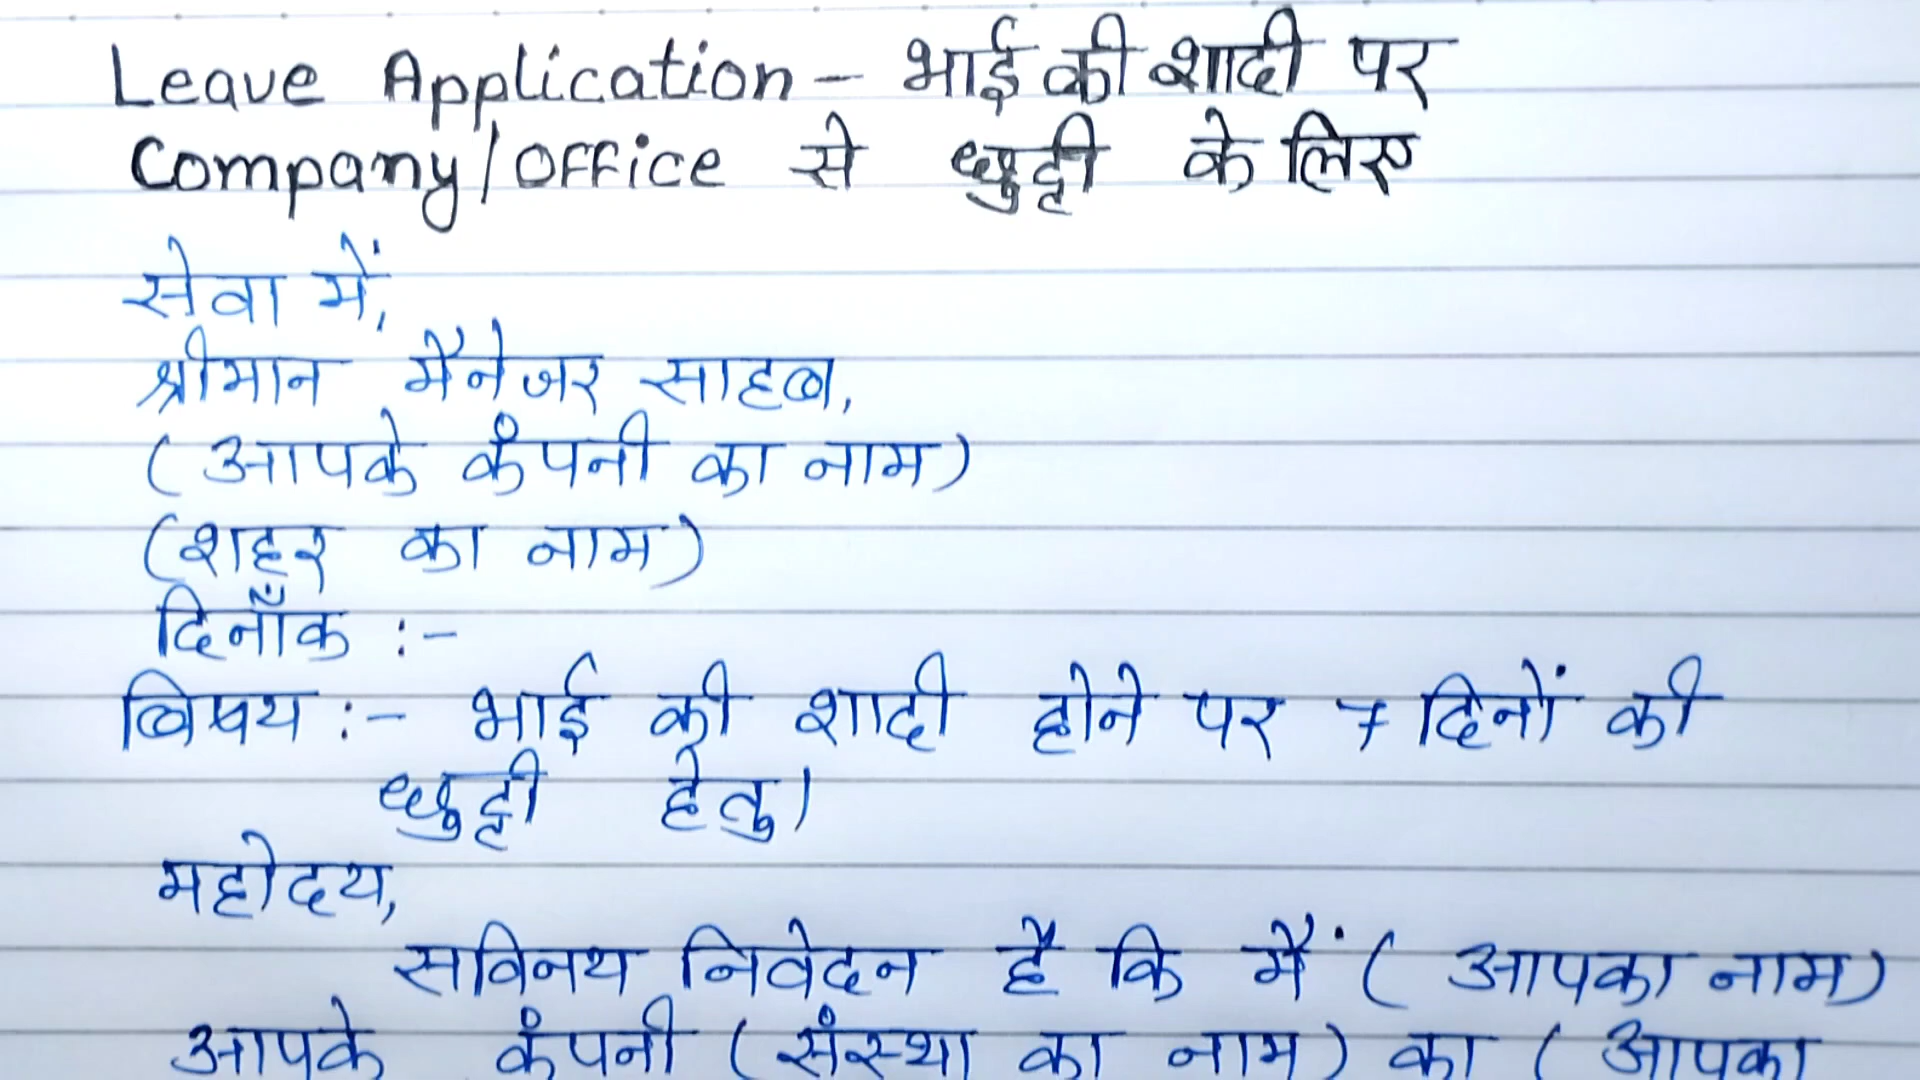 Leave Application - भाई की शादी पर
Company/Office से छुट्टी के लिए
सेवा में,
श्रीमान मैनेजर साहब,
(आपके कंपनी का नाम)
(शहर का नाम)
दिनाँक :-
बिषय :- भाई की शादी होने पर 7 दिनों की
छुट्टी हेतु।
महोदय,
सविनय निवेदन है कि मैं (आपका नाम)
आपके कंपनी (संस्था का नाम) का (आपका